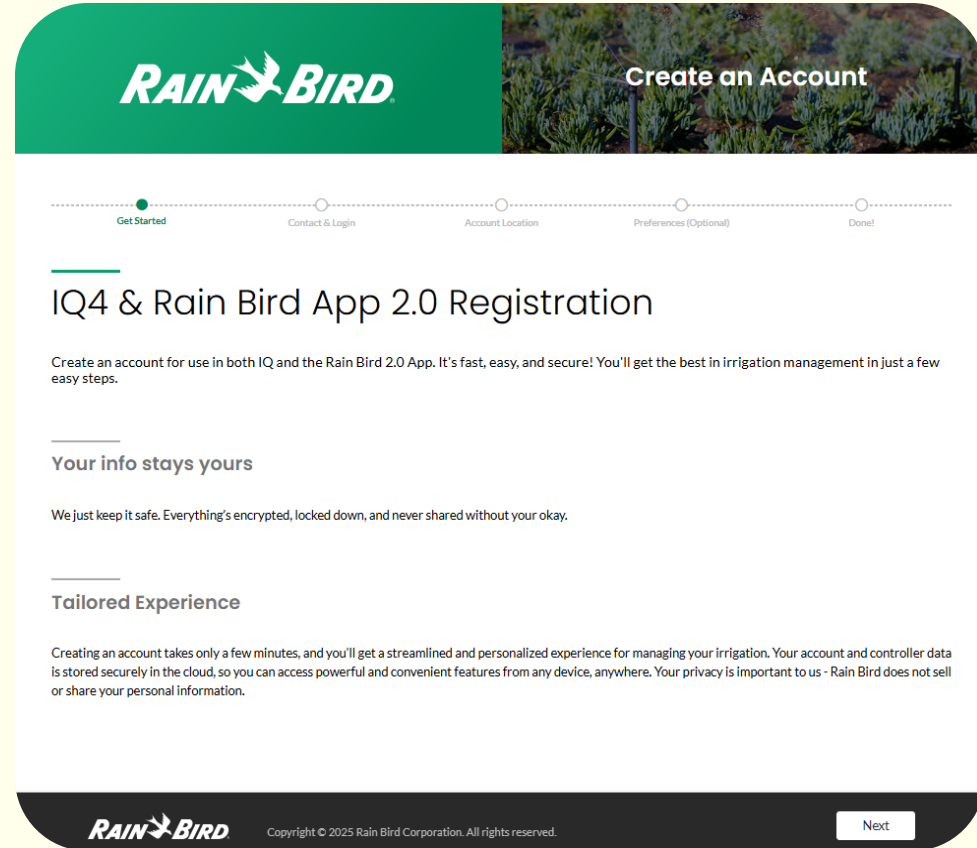 RAIN BIRD
Create an Account
Get Started
Contact & Login
Account Location
Preferences (Optional)
Done!
IQ4 & Rain Bird App 2.0 Registration
Create an account for use in both IQ and the Rain Bird 2.0 App. It's fast, easy, and secure! You'll get the best in irrigation management in just a few
easy steps.
Your info stays yours
We just keep it safe. Everything's encrypted, locked down, and never shared without your okay.
Tailored Experience
Creating an account takes only a few minutes, and you'll get a streamlined and personalized experience for managing your irrigation. Your account and controller data
is stored securely in the cloud, so you can access powerful and convenient features from any device, anywhere. Your privacy is important to us - Rain Bird does not sell
or share your personal information.
RAIN BIRD
Copyright © 2025 Rain Bird Corporation. All rights reserved.
Next